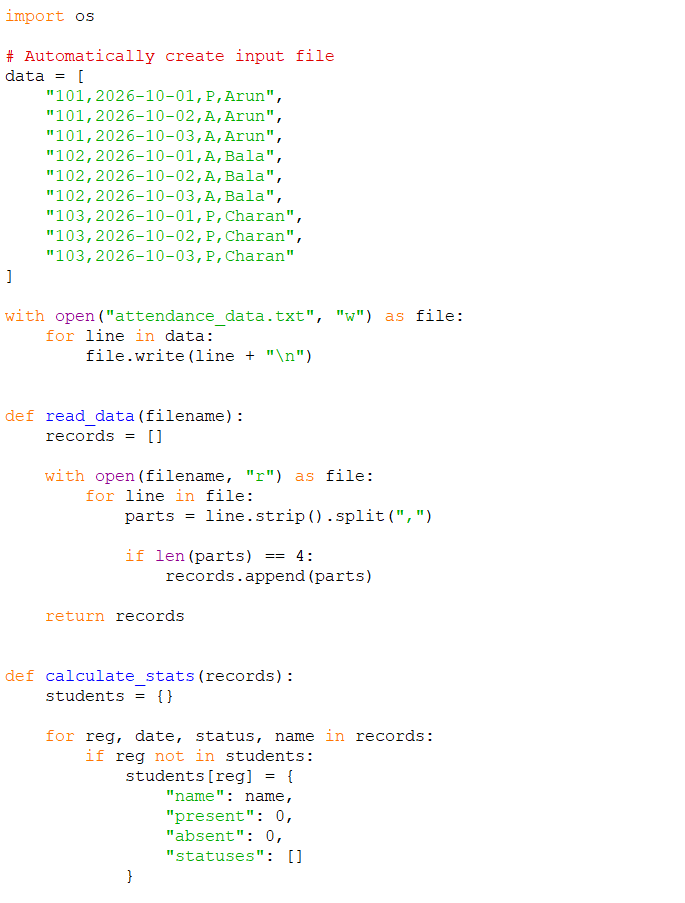 import os
# Automatically create input file
data = [
    "101,2026-10-01,P,Arun",
    "101,2026-10-02,A,Arun",
    "101,2026-10-03,A,Arun",
    "102,2026-10-01,A,Bala",
    "102,2026-10-02,A,Bala",
    "102,2026-10-03,A,Bala",
    "103,2026-10-01,P,Charan",
    "103,2026-10-02,P,Charan",
    "103,2026-10-03,P,Charan"
]
with open("attendance_data.txt", "w") as file:
    for line in data:
        file.write(line + "\n")
def read_data(filename):
    records = []
    with open(filename, "r") as file:
        for line in file:
            parts = line.strip().split(",")
            if len(parts) == 4:
                records.append(parts)
    return records
def calculate_stats(records):
    students = {}
    for reg, date, status, name in records:
        if reg not in students:
            students[reg] = {
                "name": name,
                "present": 0,
                "absent": 0,
                "statuses": []
            }